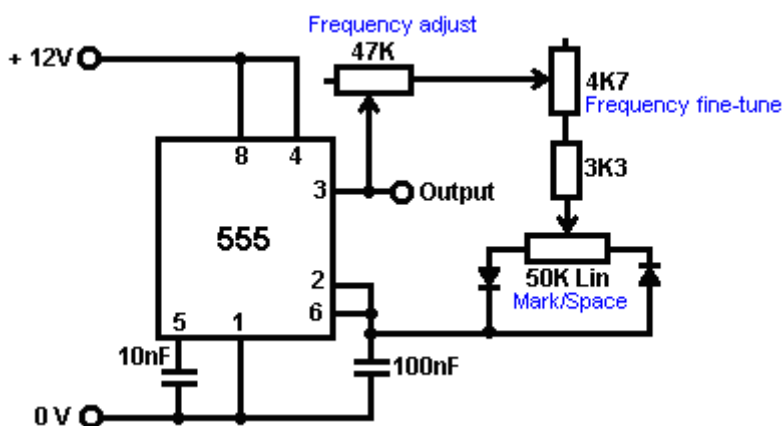 Frequency adjust
47K
+ 12V
4K7
Frequency fine-tune
8
4
3K3
3
Output
555
2
50K Lin
Mark/Space
6
5
1
10nF
100nF
0 V